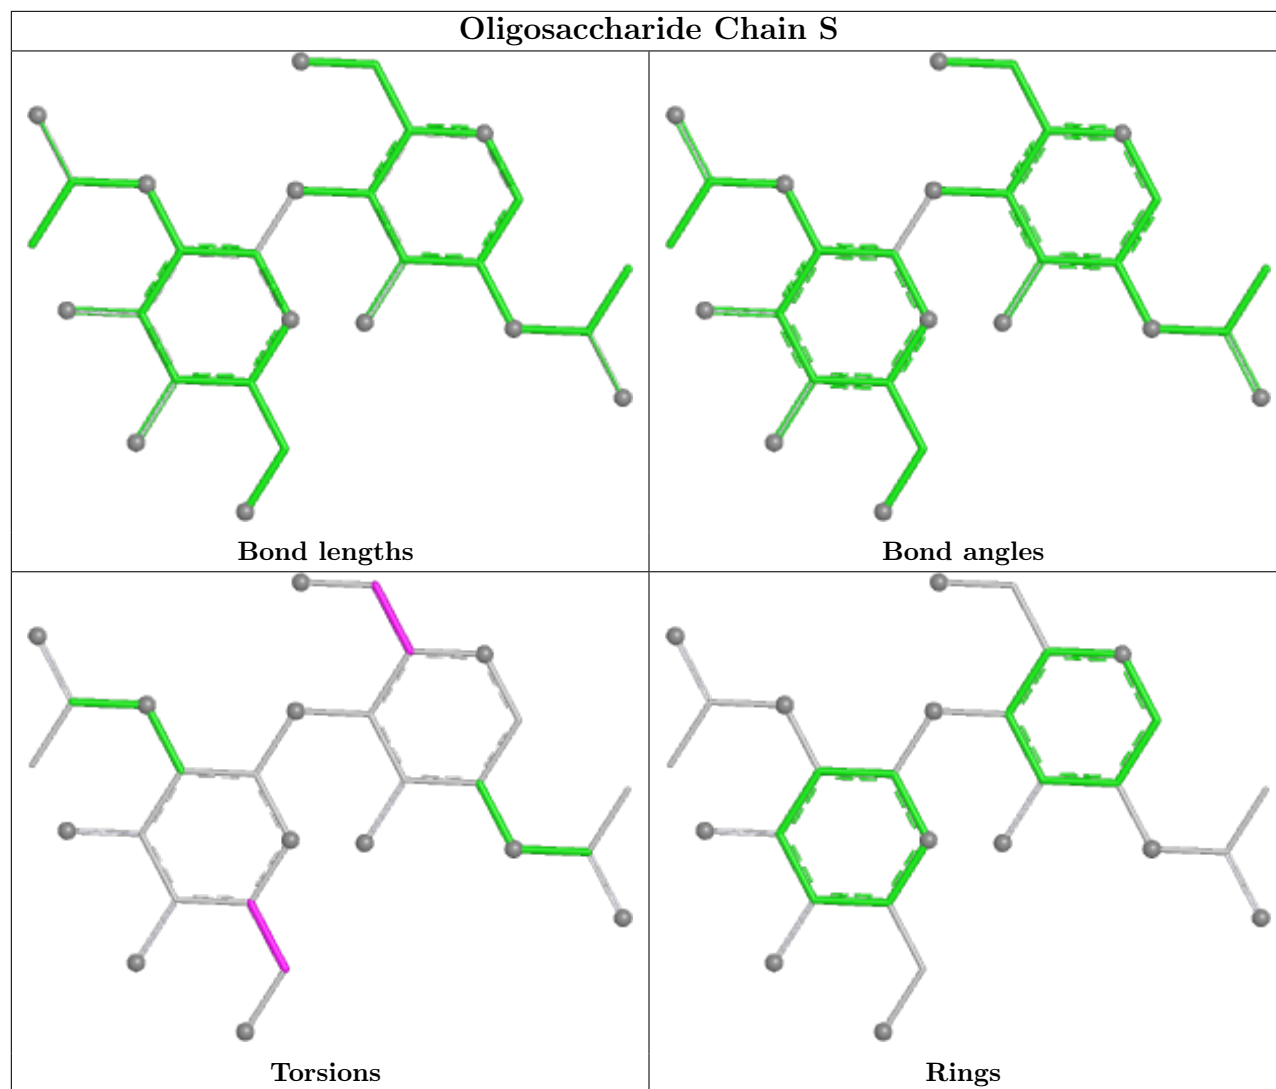 Oligosaccharide Chain S
Bond lengths
Bond angles
Torsions
Rings